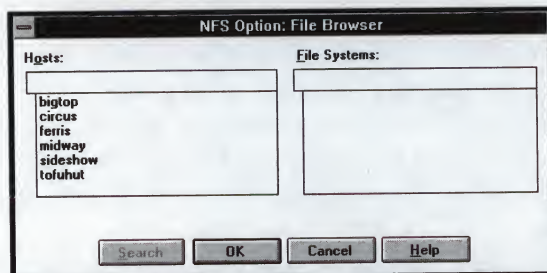 NFS Option: File Browser
Hosts:
File Systems:
bigtop
circus
ferris
midway
sideshow
tofuhut
Search
OK
Cancel
Help